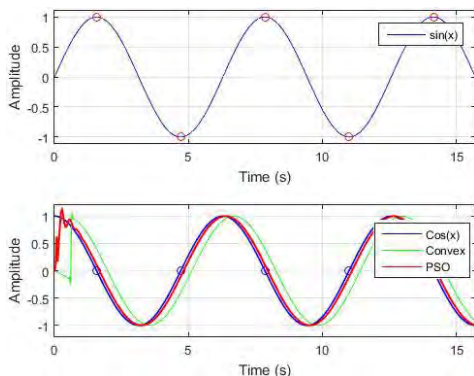 1
0.5
0
-0.5
-1
Amplitude
sin(x)
0 5 10 15
Time (s)
1
0.5
0
-0.5
-1
Amplitude
Cos(x)
Convex
PSO
0 5 10 15
Time (s)